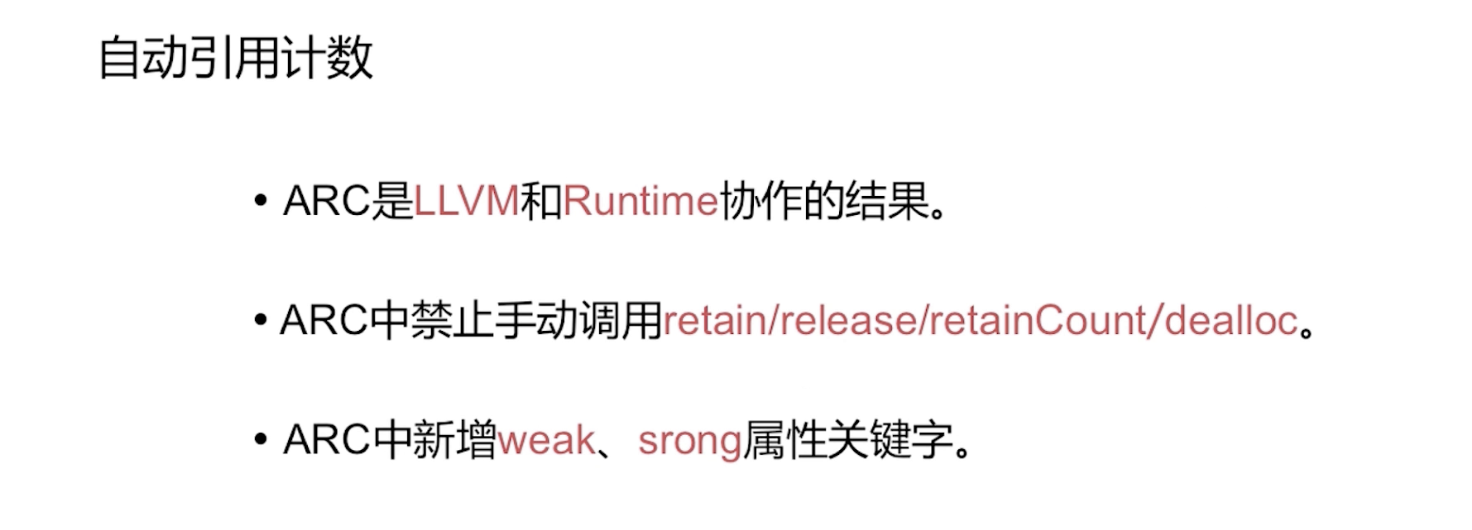 自动引用计数
• ARC是LLVM和Runtime协作的结果。
• ARC中禁止手动调用retain/release/retainCount/dealloc。
• ARC中新增weak、srong属性关键字。